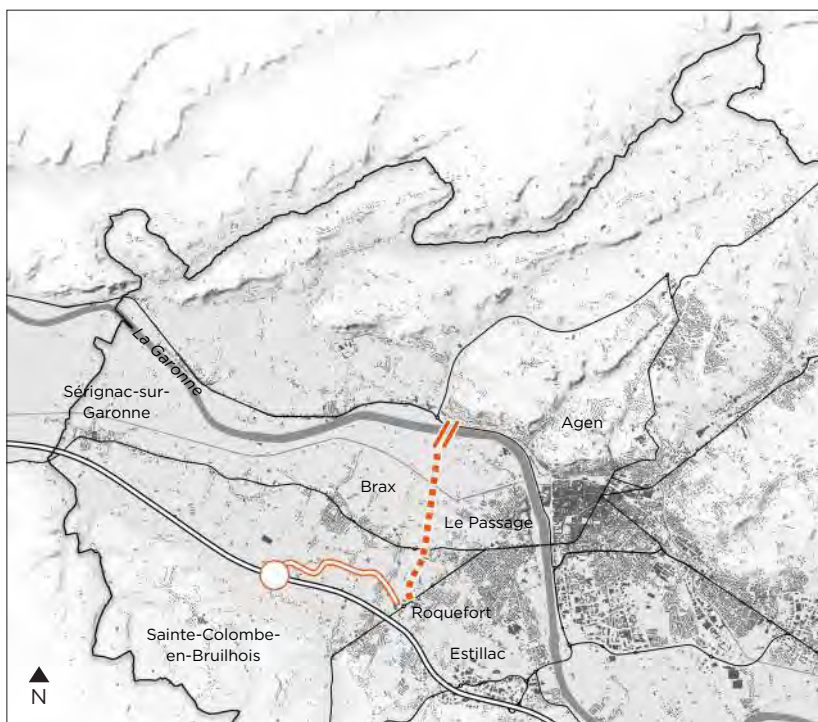 La Garonne
Sérignac-sur-
Garonne
Agen
Brax
Le Passage
Roquefort
Sainte-Colombe-
en-Bruilhois
Estillac
N